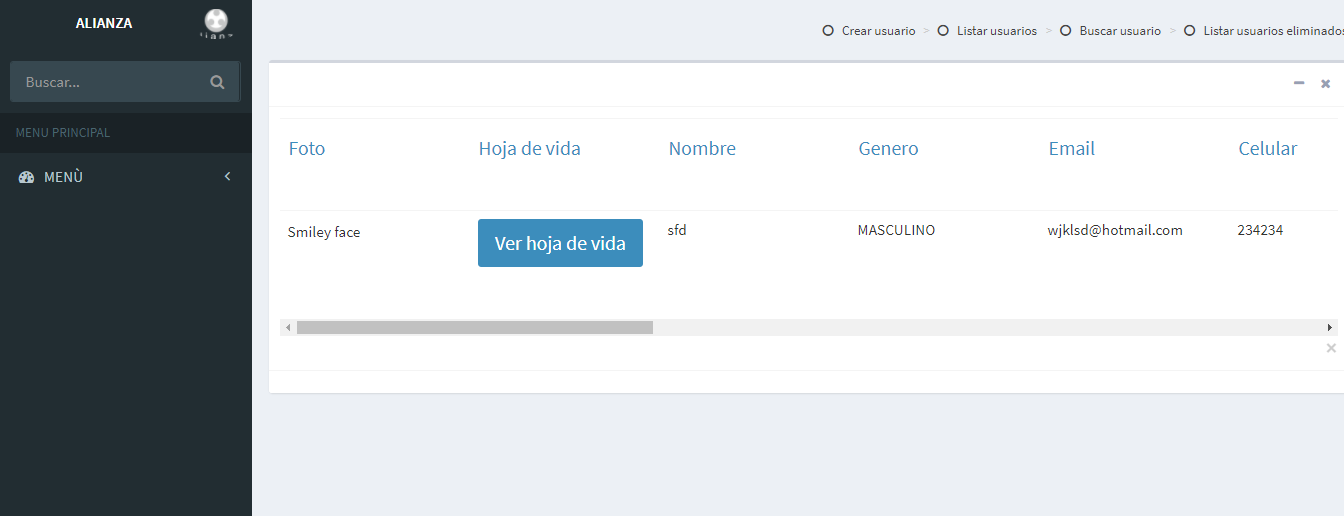 ALIANZA
Crear usuario > Listar usuarios > Buscar usuario > Listar usuarios eliminados
Buscar...
MENU PRINCIPAL
MENÙ
Foto Hoja de vida Nombre Genero Email Celular
Smiley face Ver hoja de vida sfd MASCULINO wjklsd@hotmail.com 234234